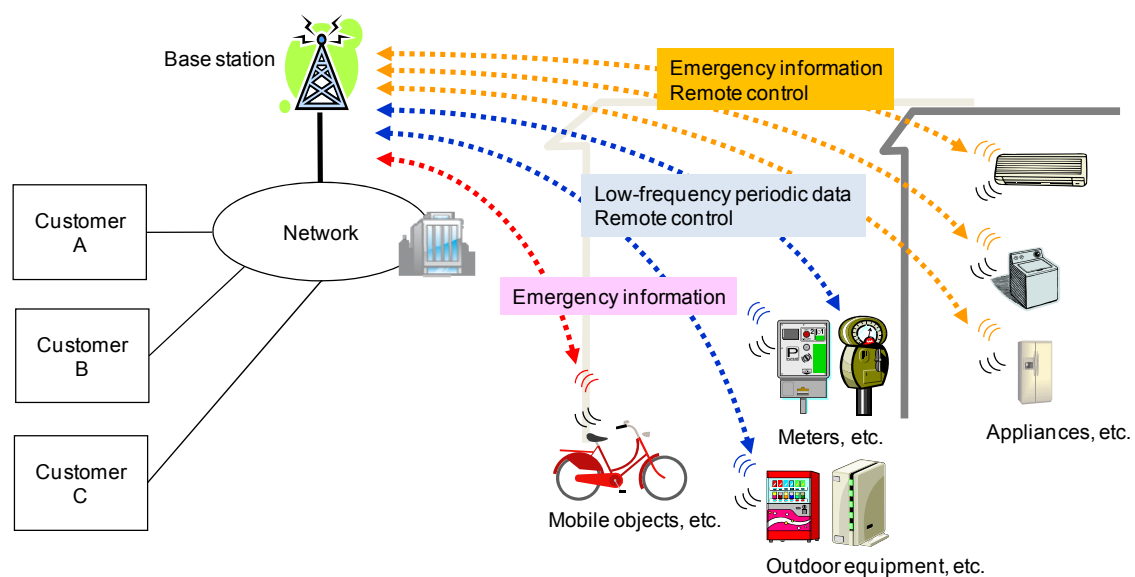 Base station
Emergency information
Remote control
Low-frequency periodic data
Remote control
Customer
A
Network
Emergency information
Customer
B
P
Meters, etc.
Appliances, etc.
Customer
C
Mobile objects, etc.
Outdoor equipment, etc.